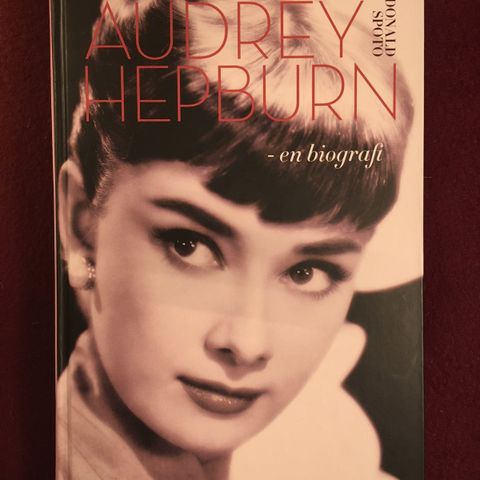 AUDREY
HEPBURN
DONALD
SPOTO
- en biografi